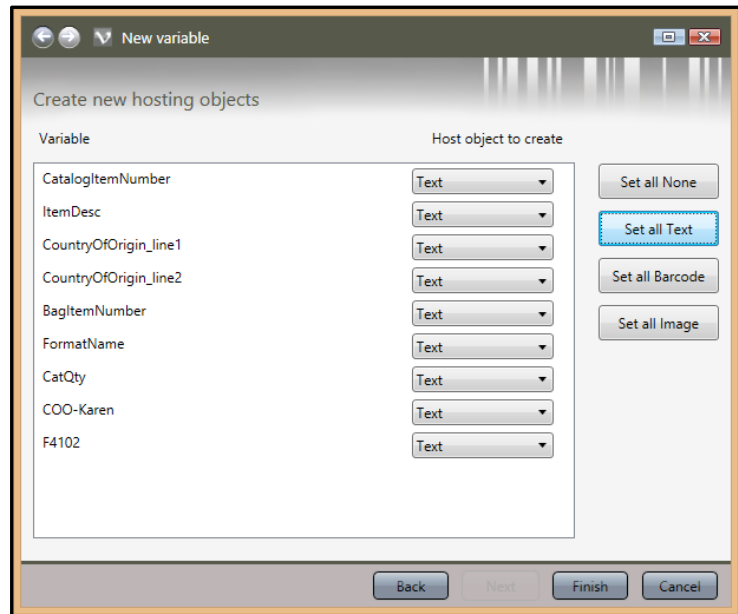 New variable
Create new hosting objects
Variable Host object to create
CatalogItemNumber Text Set all None
ItemDesc Text Set all Text
CountryOfOrigin_line1 Text
CountryOfOrigin_line2 Text Set all Barcode
BagItemNumber Text Set all Image
FormatName Text
CatQty Text
COO-Karen Text
F4102 Text
Back Next Finish Cancel